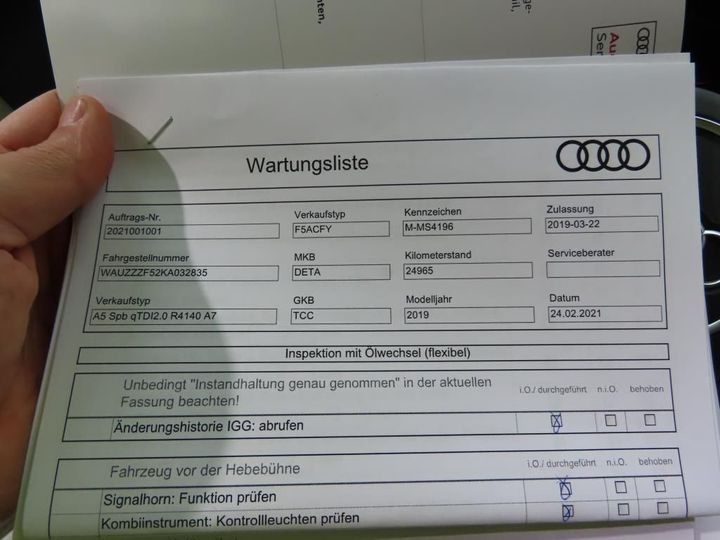 Wartungsliste
Auftrags-Nr. Verkaufstyp Kennzeichen Zulassung
2021001001 F5ACFY M-MS4196 2019-03-22
Fahrgestellnummer MKB Kilometerstand Serviceberater
WAUZZZF52KA032835 DETA 24965
Verkaufstyp GKB Modelljahr Datum
A5 Spb qTDI2.0 R4140 A7 TCC 2019 24.02.2021
Inspektion mit Ölwechsel (flexibel)
Unbedingt "Instandhaltung genau genommen" in der aktuellen i.O./ durchgeführt n.i.O. behoben
Fassung beachten!
Änderungshistorie IGG: abrufen
Fahrzeug vor der Hebebühne i.O./ durchgeführt n.i.O. behoben
Signalhorn: Funktion prüfen
Kombiinstrument: Kontrollleuchten prüfen